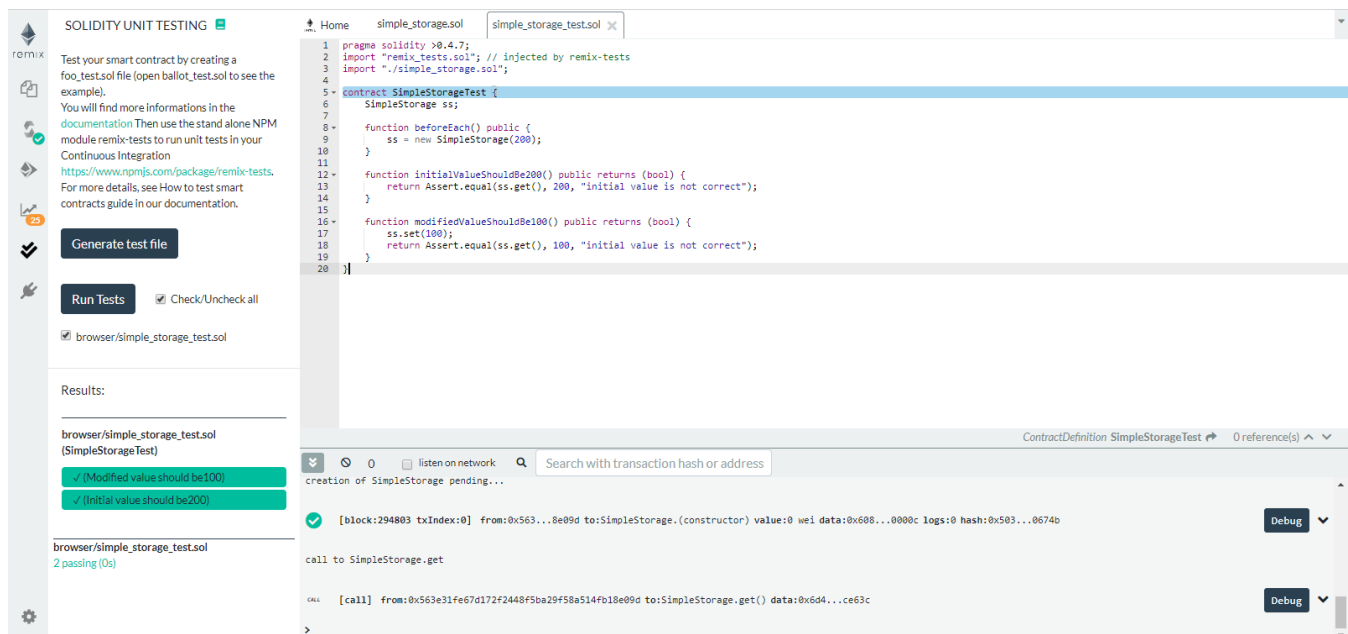 remix
25
SOLIDITY UNIT TESTING
Test your smart contract by creating a
foo_test.sol file (open ballot_test.sol to see the
example).
You will find more informations in the
documentation Then use the stand alone NPM
module remix-tests to run unit tests in your
Continuous Integration
https://www.npmjs.com/package/remix-tests.
For more details, see How to test smart
contracts guide in our documentation.
Generate test file
Run Tests Check/Uncheck all
browser/simple_storage_test.sol
Results:
browser/simple_storage_test.sol
(SimpleStorageTest)
✓ (Modified value should be100)
✓ (Initial value should be200)
browser/simple_storage_test.sol
2 passing (0s)
Home simple_storage.sol simple_storage_test.sol
1 pragma solidity >0.4.7;
2 import "remix_tests.sol"; // injected by remix-tests
3 import "./simple_storage.sol";
4
5 contract SimpleStorageTest {
6 SimpleStorage ss;
7
8 function beforeEach() public {
9 ss = new SimpleStorage(200);
10 }
11
12 function initialValueShouldBe200() public returns (bool) {
13 return Assert.equal(ss.get(), 200, "initial value is not correct");
14 }
15
16 function modifiedValueShouldBe100() public returns (bool) {
17 ss.set(100);
18 return Assert.equal(ss.get(), 100, "initial value is not correct");
19 }
20 }
ContractDefinition SimpleStorageTest 0 reference(s)
0 listen on network Search with transaction hash or address
creation of SimpleStorage pending...
[block:294803 txIndex:0] from:0x563...8e09d to:SimpleStorage.(constructor) value:0 wei data:0x608...0000c logs:0 hash:0x503...0674b Debug
call to SimpleStorage.get
CALL [call] from:0x563e31fe67d172f2448f5ba29f58a514fb18e09d to:SimpleStorage.get() data:0x6d4...ce63c Debug
>